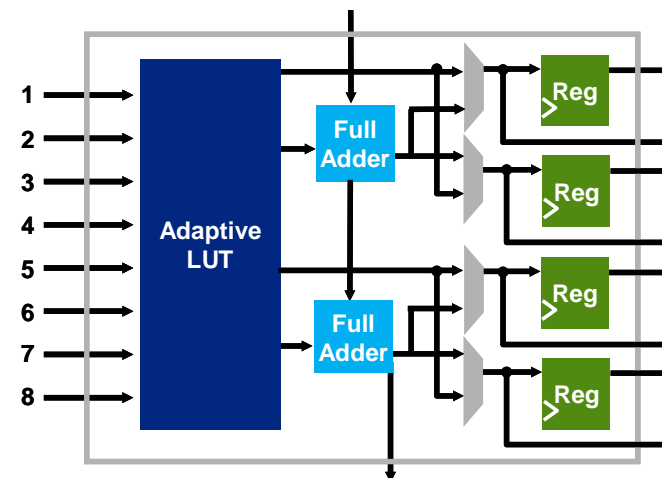 1
2
3
4
5
6
7
8
Adaptive
LUT
Full
Adder
Full
Adder
Reg
Reg
Reg
Reg